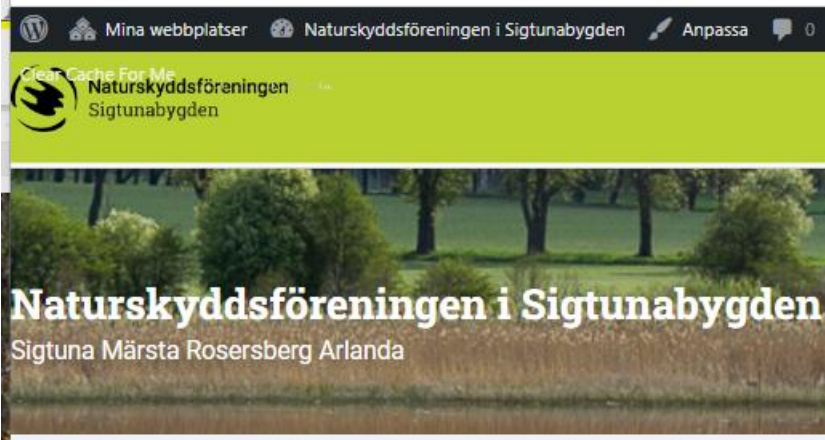 Mina webbplatser Naturskyddsföreningen i Sigtunabygden Anpassa 0
Clear Cache For Me
Naturskyddsföreningen
Sigtunabygden
Naturskyddsföreningen i Sigtunabygden
Sigtuna Märsta Rosersberg Arlanda